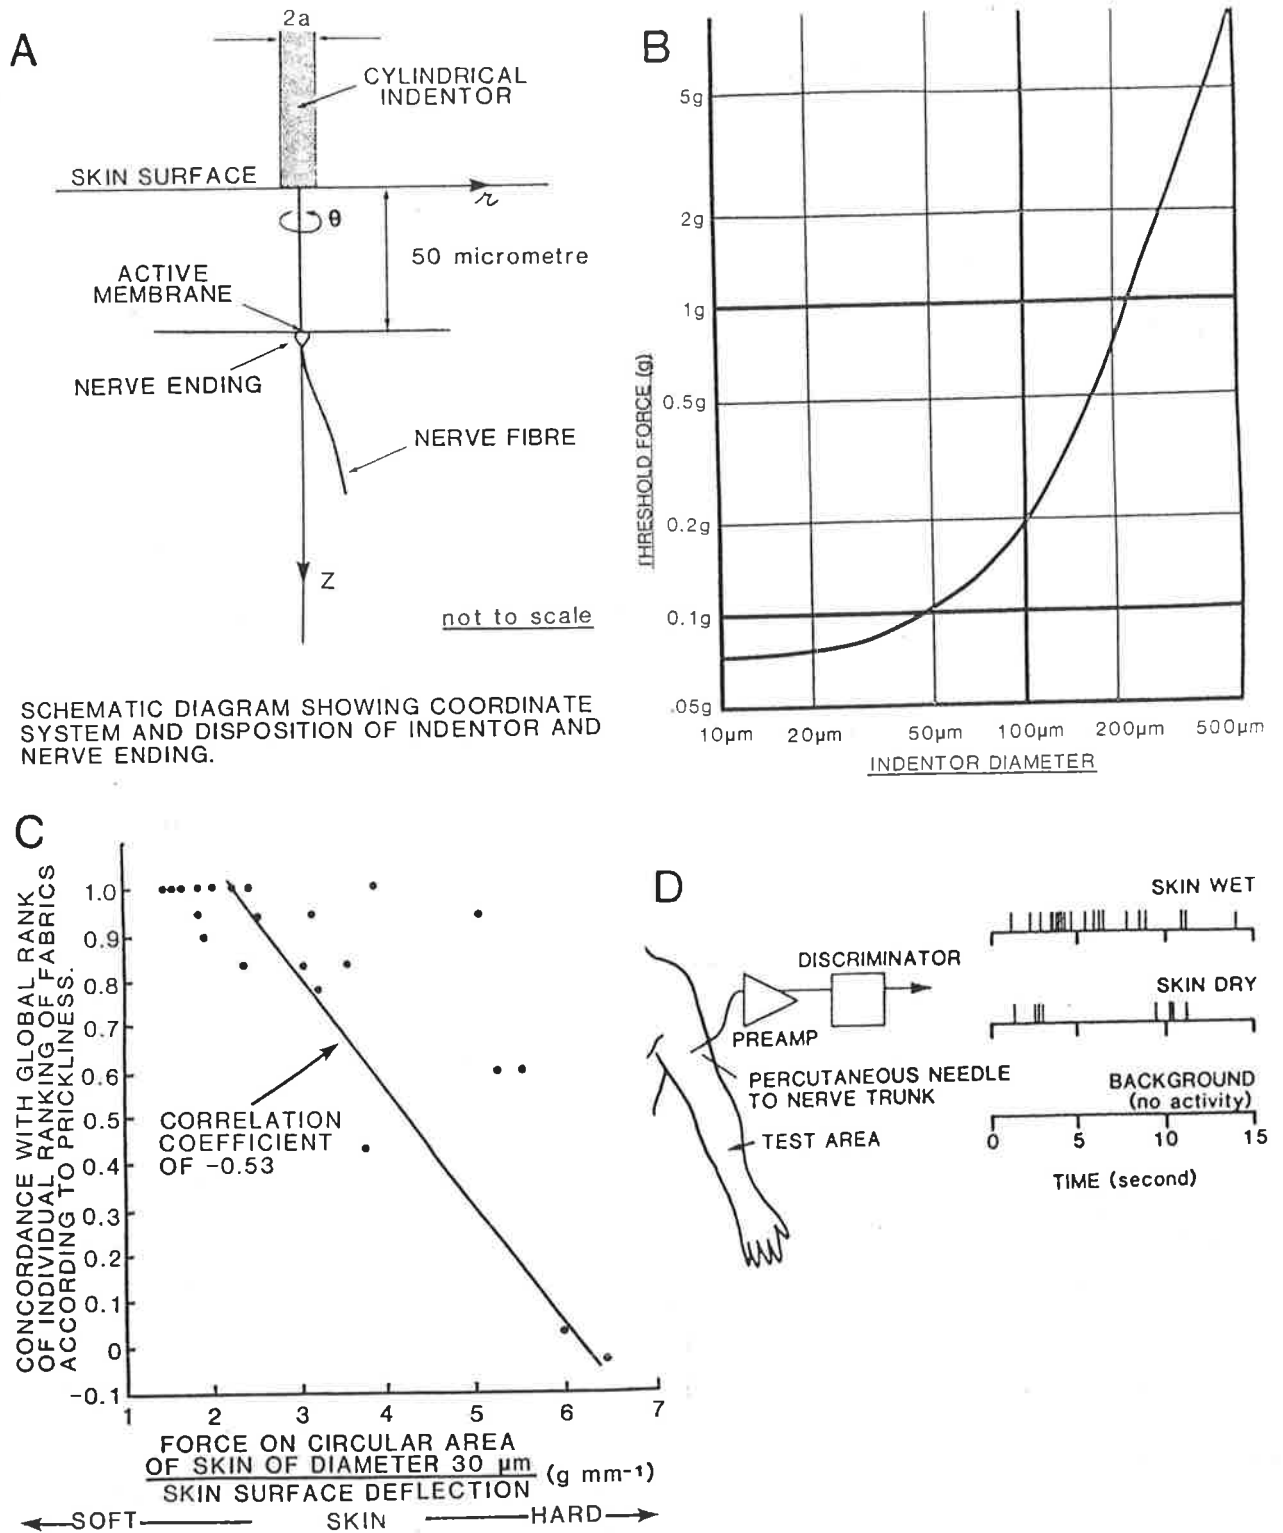 A
2a
CYLINDRICAL
INDENTOR
SKIN SURFACE
r
θ
50 micrometre
ACTIVE
MEMBRANE
NERVE ENDING
NERVE FIBRE
Z
not to scale
SCHEMATIC DIAGRAM SHOWING COORDINATE
SYSTEM AND DISPOSITION OF INDENTOR AND
NERVE ENDING.
B
THRESHOLD FORCE (g)
5g
2g
1g
0.5g
0.2g
0.1g
.05g
10μm 20μm 50μm 100μm 200μm 500μm
INDENTOR DIAMETER
C
CONCORDANCE WITH GLOBAL RANK
OF INDIVIDUAL RANKING OF FABRICS
ACCORDING TO PRICKLINESS.
1.0
0.9
0.8
0.7
0.6
0.5
0.4
0.3
0.2
0.1
0
-0.1
CORRELATION
COEFFICIENT
OF -0.53
1 2 3 4 5 6 7
FORCE ON CIRCULAR AREA
OF SKIN OF DIAMETER 30 μm
SKIN SURFACE DEFLECTION
(g mm⁻¹)
SOFT SKIN HARD
D
DISCRIMINATOR
PREAMP
PERCUTANEOUS NEEDLE
TO NERVE TRUNK
TEST AREA
SKIN WET
SKIN DRY
BACKGROUND
(no activity)
0 5 10 15
TIME (second)